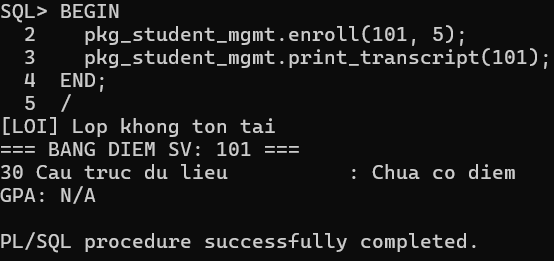 SQL> BEGIN
  2    pkg_student_mgmt.enroll(101, 5);
  3    pkg_student_mgmt.print_transcript(101);
  4  END;
  5  /
[LOI] Lop khong ton tai
=== BANG DIEM SV: 101 ===
30 Cau truc du lieu          : Chua co diem
GPA: N/A

PL/SQL procedure successfully completed.